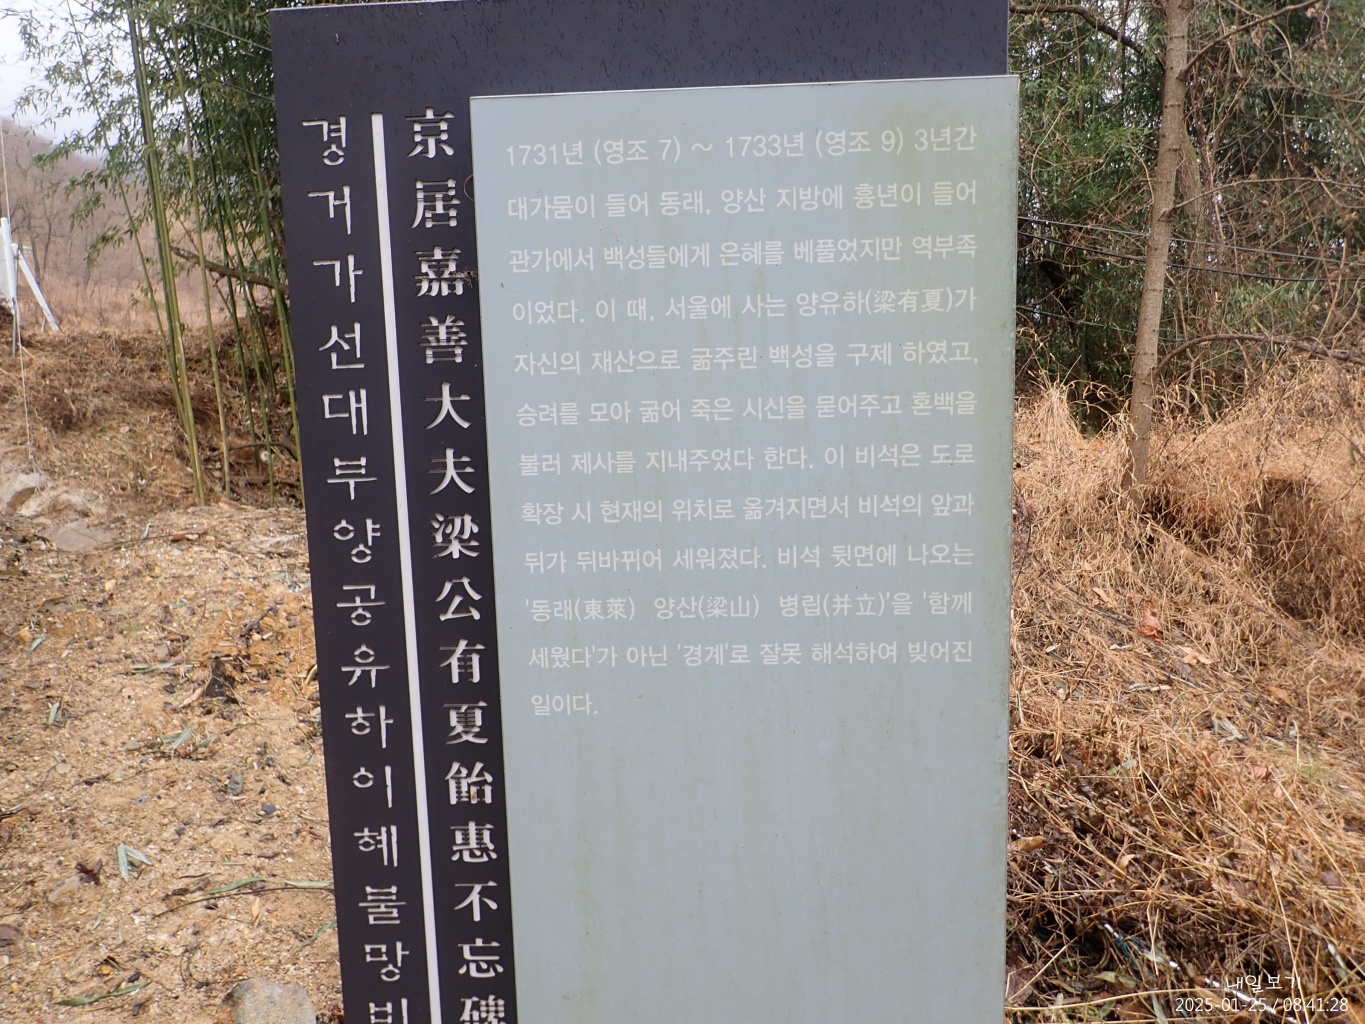 경거가선대부양공유하이혜불망비
京居嘉善大夫梁公有夏飴惠不忘碑
1731년 (영조 7) ～ 1733년 (영조 9) 3년간
대가뭄이 들어 동래, 양산 지방에 흉년이 들어
관가에서 백성들에게 은혜를 베풀었지만 역부족
이었다. 이 때, 서울에 사는 양유하(梁有夏)가
자신의 재산으로 굶주린 백성을 구제 하였고,
승려를 모아 굶어 죽은 시신을 묻어주고 혼백을
불러 제사를 지내주었다 한다. 이 비석은 도로
확장 시 현재의 위치로 옮겨지면서 비석의 앞과
뒤가 뒤바뀌어 세워졌다. 비석 뒷면에 나오는
'동래(東萊) 양산(梁山) 병립(并立)'을 '함께
세웠다'가 아닌 '경계'로 잘못 해석하여 빚어진
일이다.
내일보기
2025-01-25 / 08:41:28